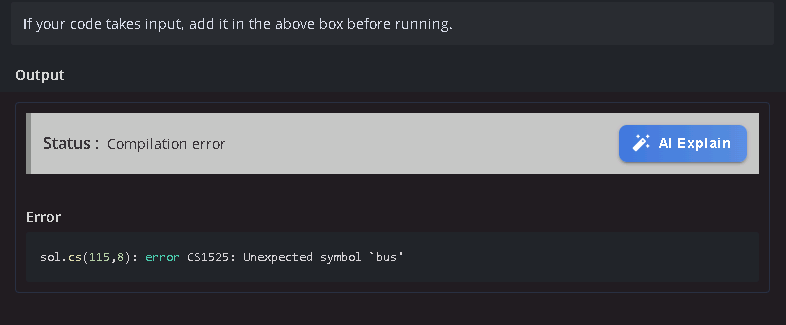 If your code takes input, add it in the above box before running.
Output
Status : Compilation error
AI Explain
Error
sol.cs(115,8): error CS1525: Unexpected symbol `bus'